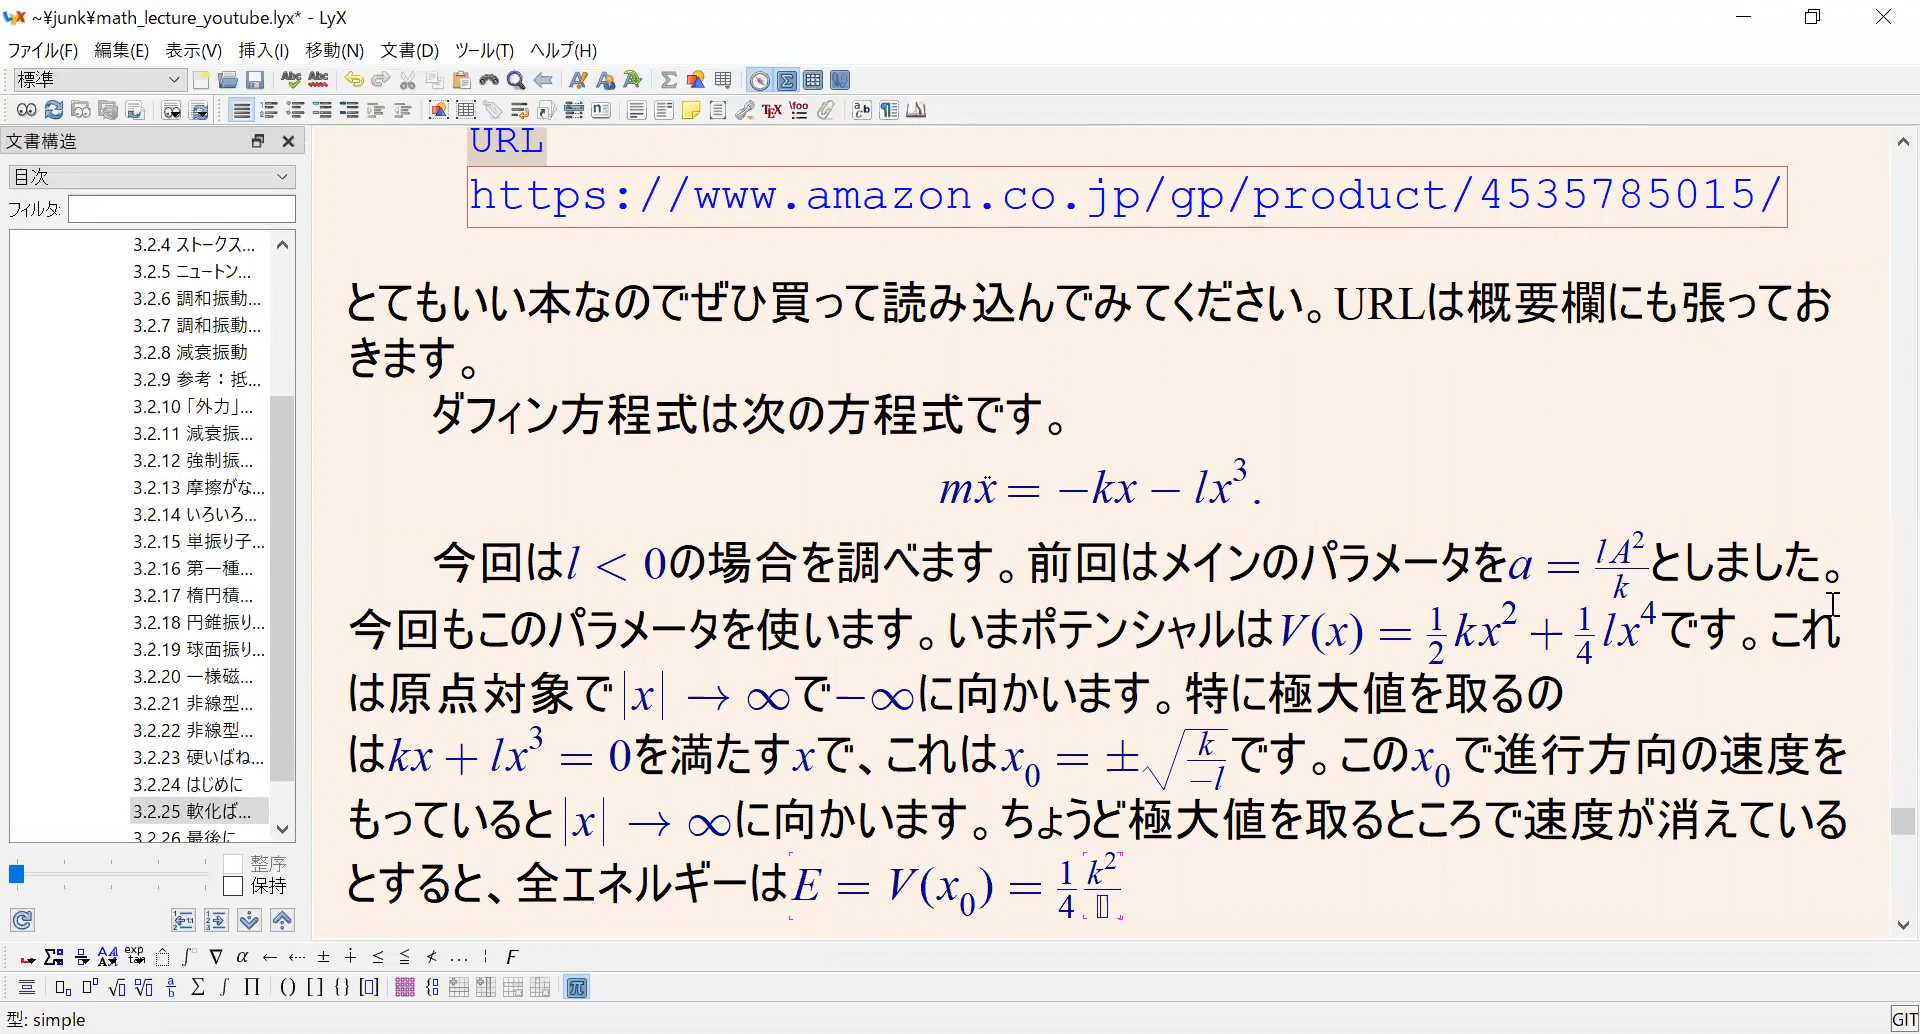 ~¥junk¥math_lecture_youtube.lyx* - LyX
ファイル(F) 編集(E) 表示(V) 挿入(I) 移動(N) 文書(D) ツール(T) ヘルプ(H)
標準
文書構造
目次
フィルタ:
3.2.4 ストークス...
3.2.5 ニュートン...
3.2.6 調和振動...
3.2.7 調和振動...
3.2.8 減衰振動
3.2.9 参考：抵...
3.2.10 「外力」...
3.2.11 減衰振...
3.2.12 強制振...
3.2.13 摩擦がな...
3.2.14 いろいろ...
3.2.15 単振り子...
3.2.16 第一種...
3.2.17 楕円積...
3.2.18 円錐振り...
3.2.19 球面振り...
3.2.20 一様磁...
3.2.21 非線型...
3.2.22 非線型...
3.2.23 硬いばね...
3.2.24 はじめに
3.2.25 軟化ば...
3.2.26 最後に
整序
保持
URL
https://www.amazon.co.jp/gp/product/4535785015/
とてもいい本なのでぜひ買って読み込んでみてください。URLは概要欄にも張ってお
きます。
ダフィン方程式は次の方程式です。
mẍ = −kx − lx³.
今回はl < 0の場合を調べます。前回はメインのパラメータをa = lA²/kとしました。
今回もこのパラメータを使います。いまポテンシャルはV(x) = 1/2 kx² + 1/4 lx⁴です。これ
は原点対象で|x| → ∞で−∞に向かいます。特に極大値を取るの
はkx + lx³ = 0を満たすxで、これはx₀ = ±√(k/−l)です。このx₀で進行方向の速度を
もっていると|x| → ∞に向かいます。ちょうど極大値を取るところで速度が消えている
とすると、全エネルギーはE = V(x₀) = 1/4 k²/▯
型: simple
GIT